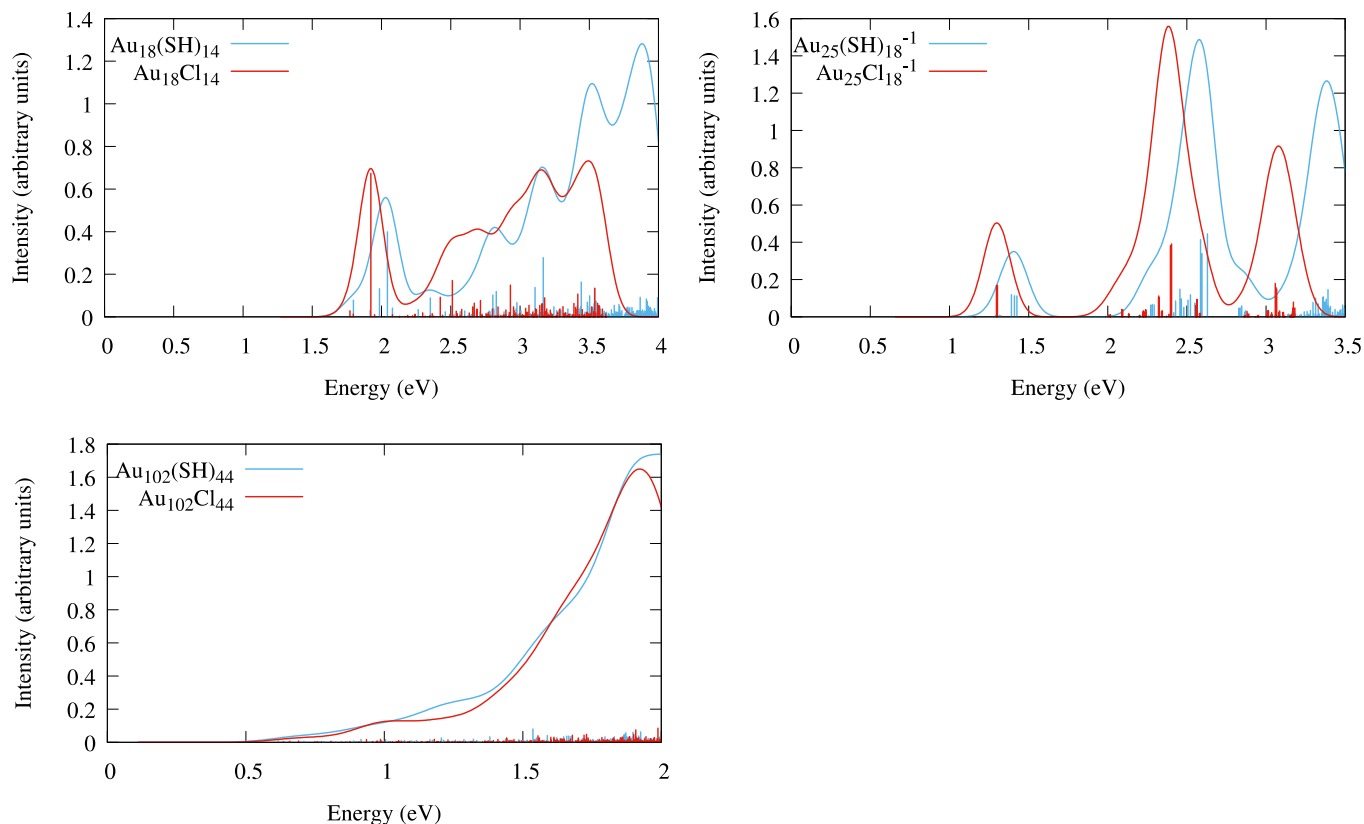 Intensity (arbitrary units)
1.4
1.2
1
0.8
0.6
0.4
0.2
0
Au18(SH)14
Au18Cl14
0 0.5 1 1.5 2 2.5 3 3.5 4
Energy (eV)
Intensity (arbitrary units)
1.6
1.4
1.2
1
0.8
0.6
0.4
0.2
0
Au25(SH)18-1
Au25Cl18-1
0 0.5 1 1.5 2 2.5 3 3.5
Energy (eV)
Intensity (arbitrary units)
1.8
1.6
1.4
1.2
1
0.8
0.6
0.4
0.2
0
Au102(SH)44
Au102Cl44
0 0.5 1 1.5 2
Energy (eV)